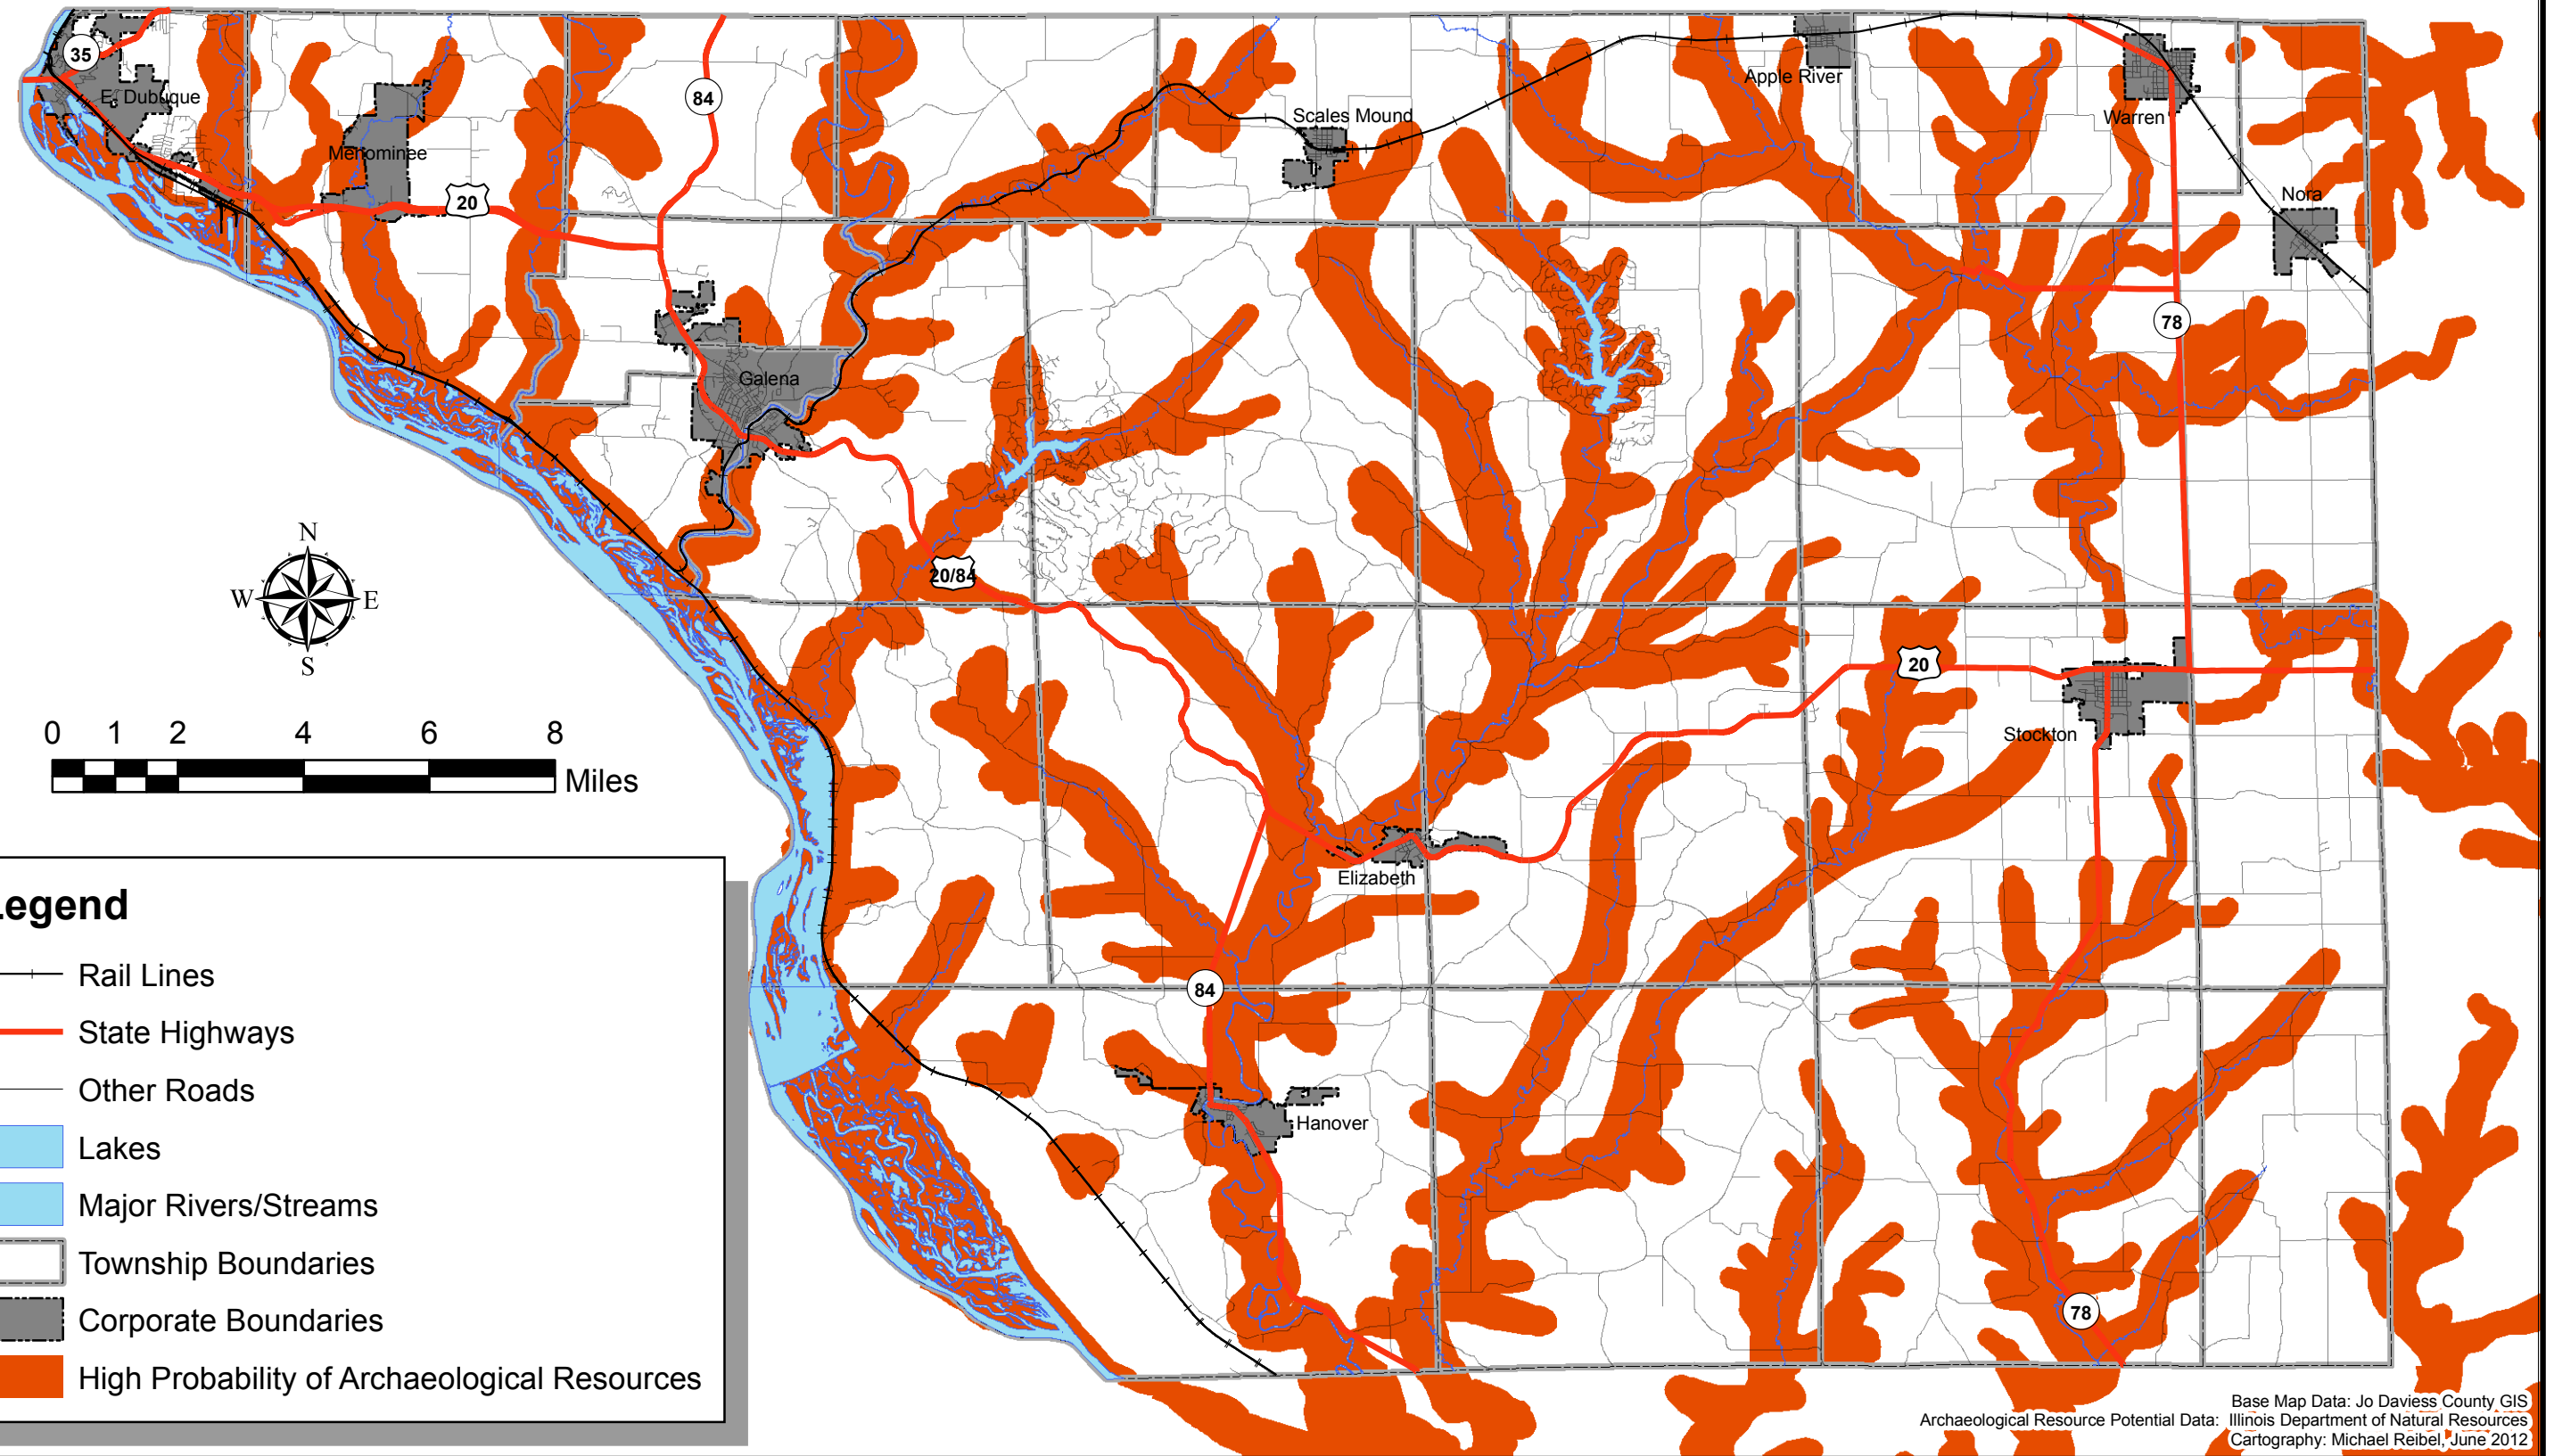 35
E. Dubuque
84
Apple River
Scales Mound
Warren
Menominee
20
Nora
78
Galena
N
W
E
S
20/84
20
0 1 2 4 6 8
Miles
Stockton
Elizabeth
84
Legend
Rail Lines
State Highways
Other Roads
Lakes
Major Rivers/Streams
Township Boundaries
Corporate Boundaries
High Probability of Archaeological Resources
Hanover
78
Base Map Data: Jo Daviess County GIS
Archaeological Resource Potential Data: Illinois Department of Natural Resources
Cartography: Michael Reibel, June 2012